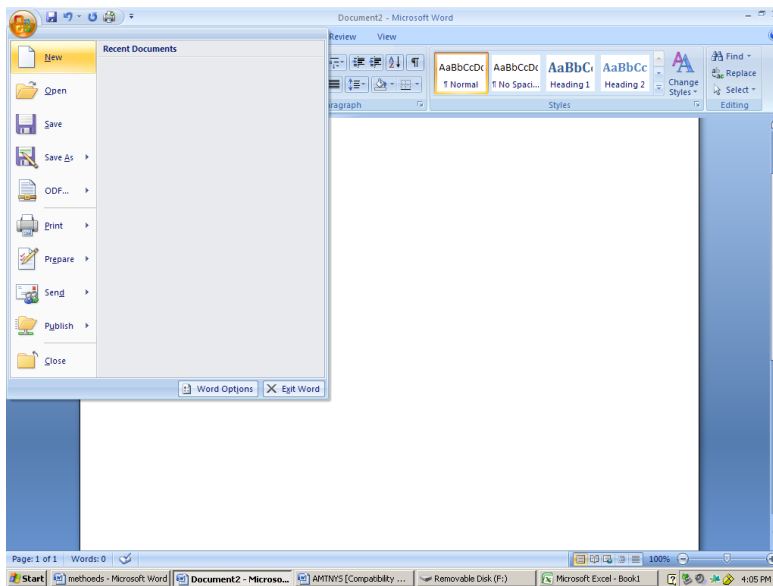 Document2 - Microsoft Word
Review View
New
Recent Documents
Open
Save
Save As
ODF...
Print
Prepare
Send
Publish
Close
Word Options
Exit Word
AaBbCcDc AaBbCcDc AaBbC AaBbCc
¶ Normal ¶ No Spaci... Heading 1 Heading 2
Change
Styles
Find
Replace
Select
aragraph
Styles
Editing
Page: 1 of 1 Words: 0
100%
Start methoeds - Microsoft Word Document2 - Microso... AMTNYS [Compatibility ... Removable Disk (F:) Microsoft Excel - Book1 4:05 PM